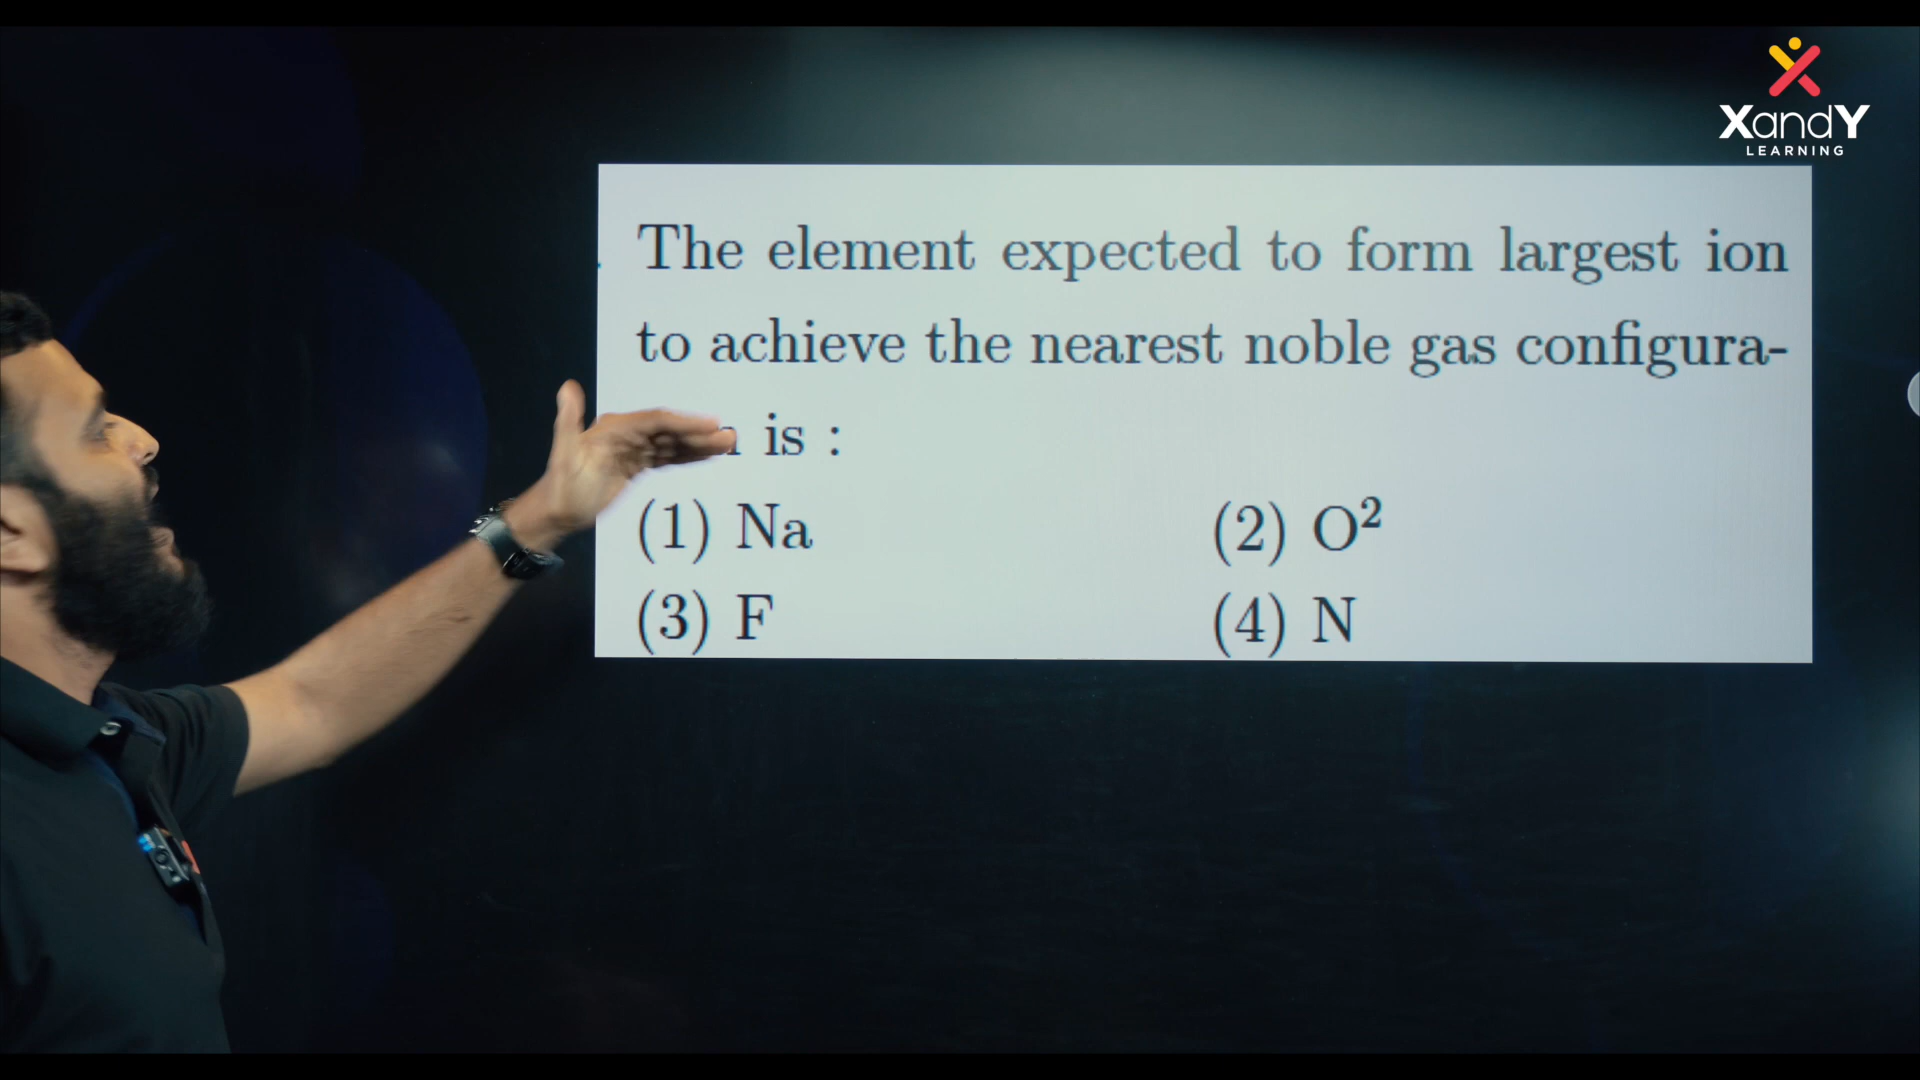 XandY
LEARNING
The element expected to form largest ion
to achieve the nearest noble gas configura-
is :
(1) Na
(2) O²
(3) F
(4) N